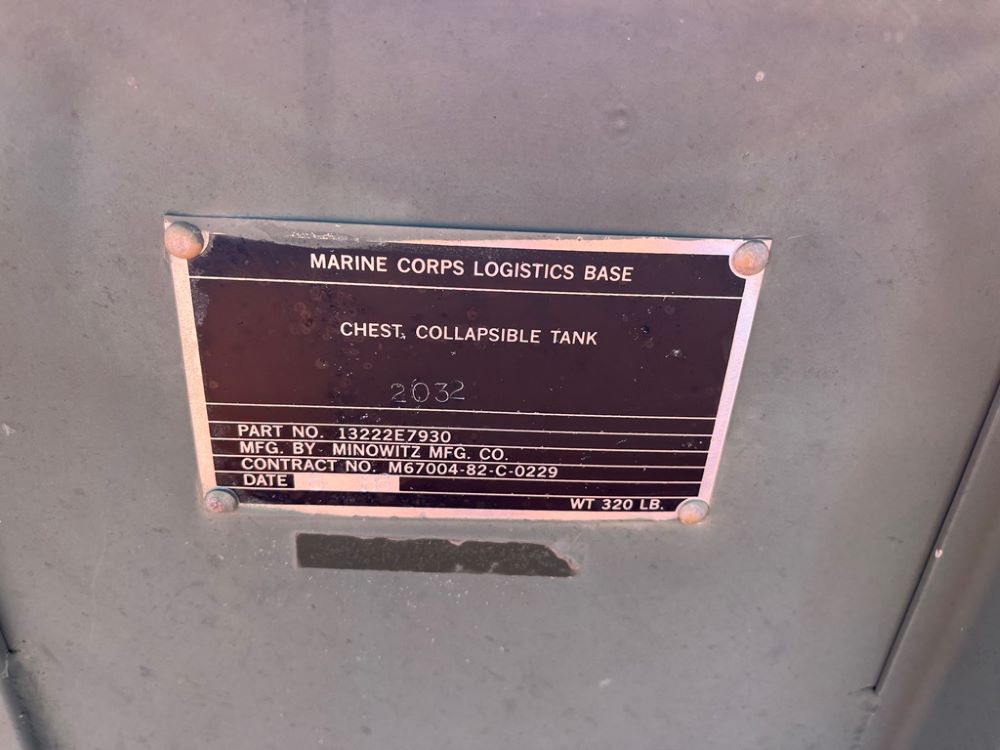 MARINE CORPS LOGISTICS BASE
CHEST, COLLAPSIBLE TANK
2032
PART NO. 13222E7930
MFG. BY MINOWITZ MFG. CO.
CONTRACT NO. M67004-82-C-0229
DATE
WT 320 LB.